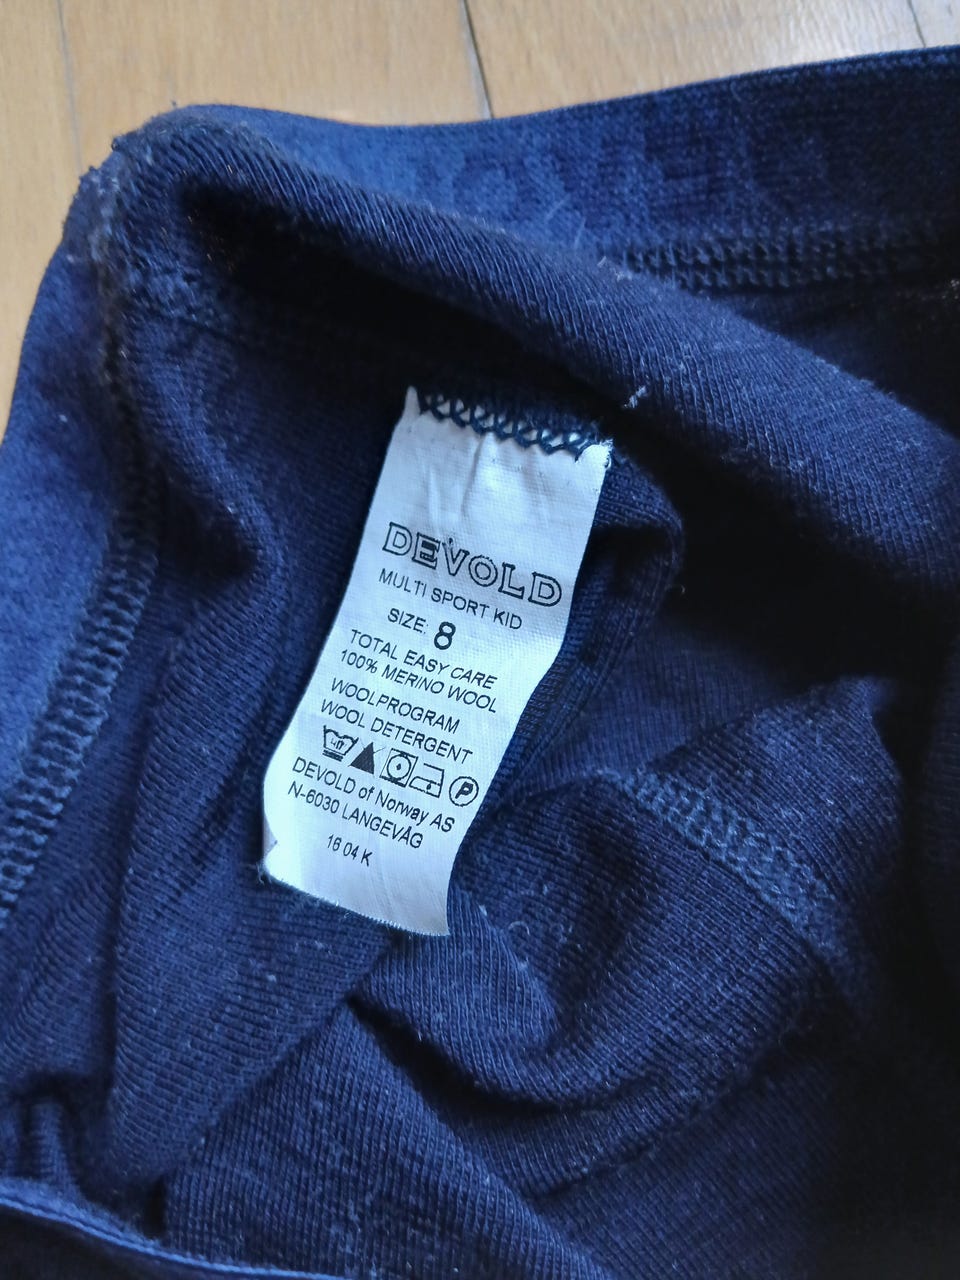 DEVOLD
MULTI SPORT KID
SIZE: 8
TOTAL EASY CARE
100% MERINO WOOL
WOOLPROGRAM
WOOL DETERGENT
40 P
DEVOLD of Norway AS
N-6030 LANGEVÅG
16 04 K